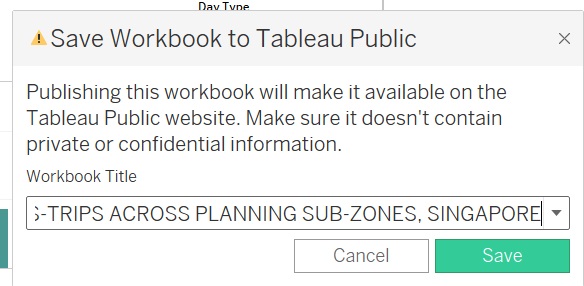 Day Type
Save Workbook to Tableau Public
Publishing this workbook will make it available on the
Tableau Public website. Make sure it doesn't contain
private or confidential information.
Workbook Title
S-TRIPS ACROSS PLANNING SUB-ZONES, SINGAPORE
Cancel
Save